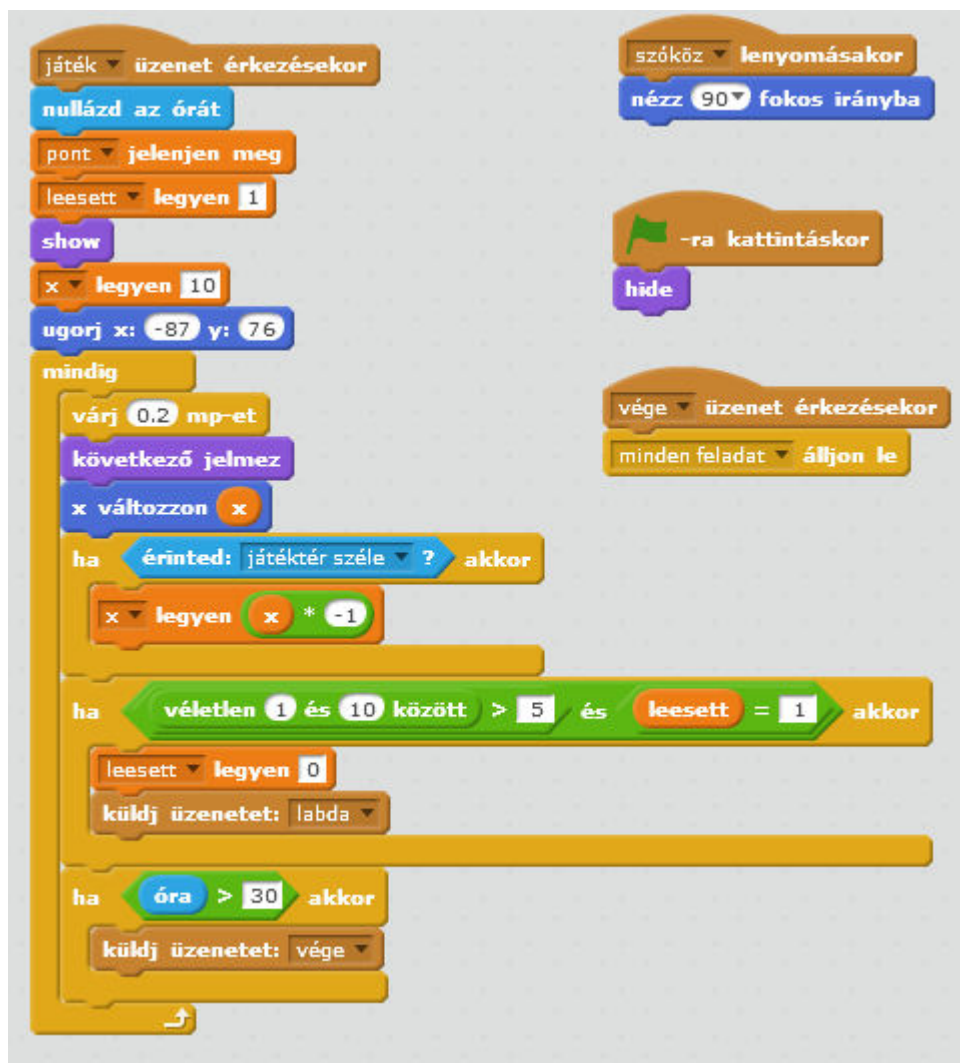 játék üzenet érkezésekor
nullázd az órát
pont jelenjen meg
leesett legyen 1
show
x legyen 10
ugorj x: -87 y: 76
mindig
várj 0.2 mp-et
következő jelmez
x változzon x
ha érinted: játéktér széle ? akkor
x legyen x * -1
ha véletlen 1 és 10 között > 5 és leesett = 1 akkor
leesett legyen 0
küldj üzenetet: labda
ha óra > 30 akkor
küldj üzenetet: vége
szóköz lenyomásakor
nézz 90 fokos irányba
-ra kattintáskor
hide
vége üzenet érkezésekor
minden feladat álljon le